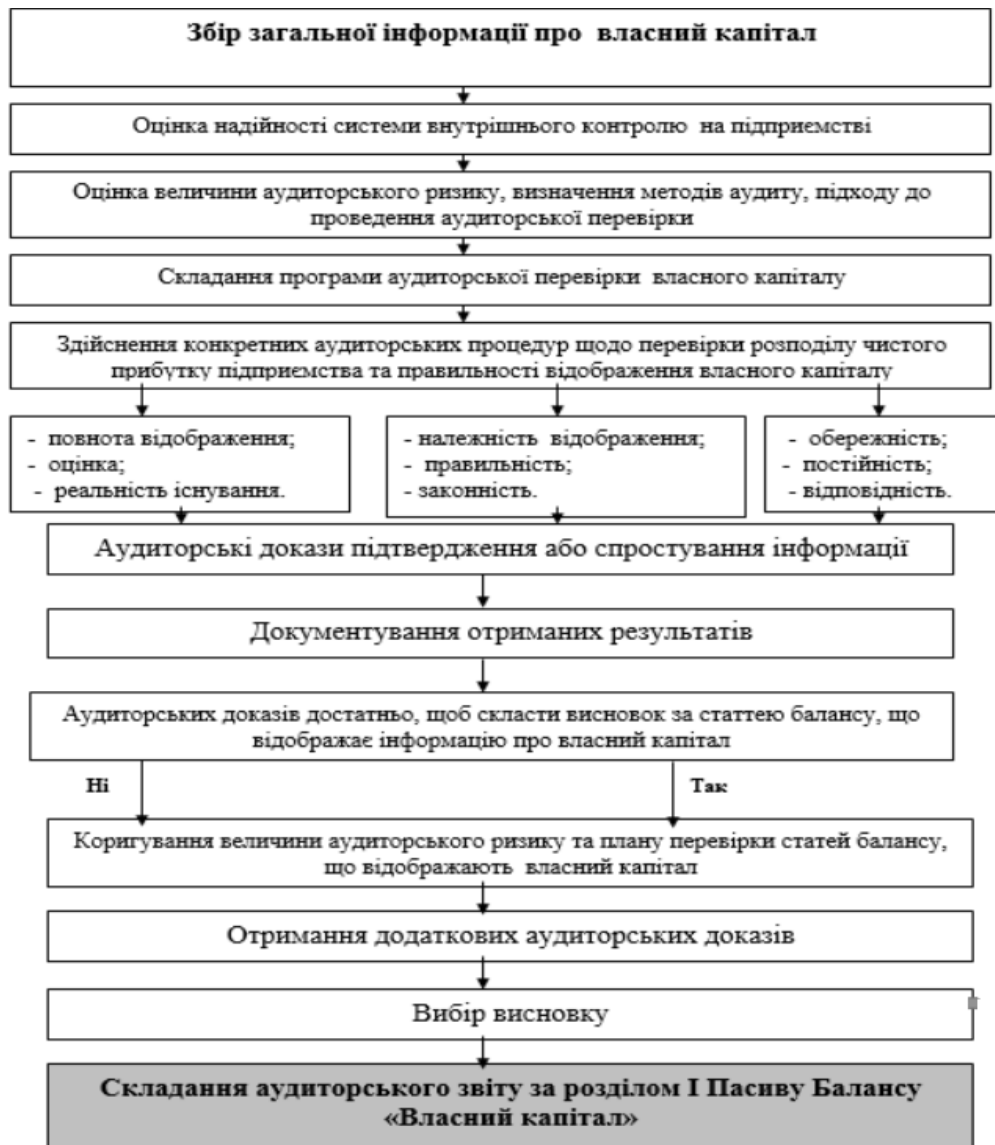 Збір загальної інформації про власний капітал
Оцінка надійності системи внутрішнього контролю на підприємстві
Оцінка величини аудиторського ризику, визначення методів аудиту, підходу до
проведення аудиторської перевірки
Складання програми аудиторської перевірки власного капіталу
Здійснення конкретних аудиторських процедур щодо перевірки розподілу чистого
прибутку підприємства та правильності відображення власного капіталу
- повнота відображення;
- оцінка;
- реальність існування.
- належність відображення;
- правильність;
- законність.
- обережність;
- постійність;
- відповідність.
Аудиторські докази підтвердження або спростування інформації
Документування отриманих результатів
Аудиторських доказів достатньо, щоб скласти висновок за статтею балансу, що
відображає інформацію про власний капітал
Ні
Так
Коригування величини аудиторського ризику та плану перевірки статей балансу,
що відображають власний капітал
Отримання додаткових аудиторських доказів
Вибір висновку
Складання аудиторського звіту за розділом І Пасиву Балансу
«Власний капітал»